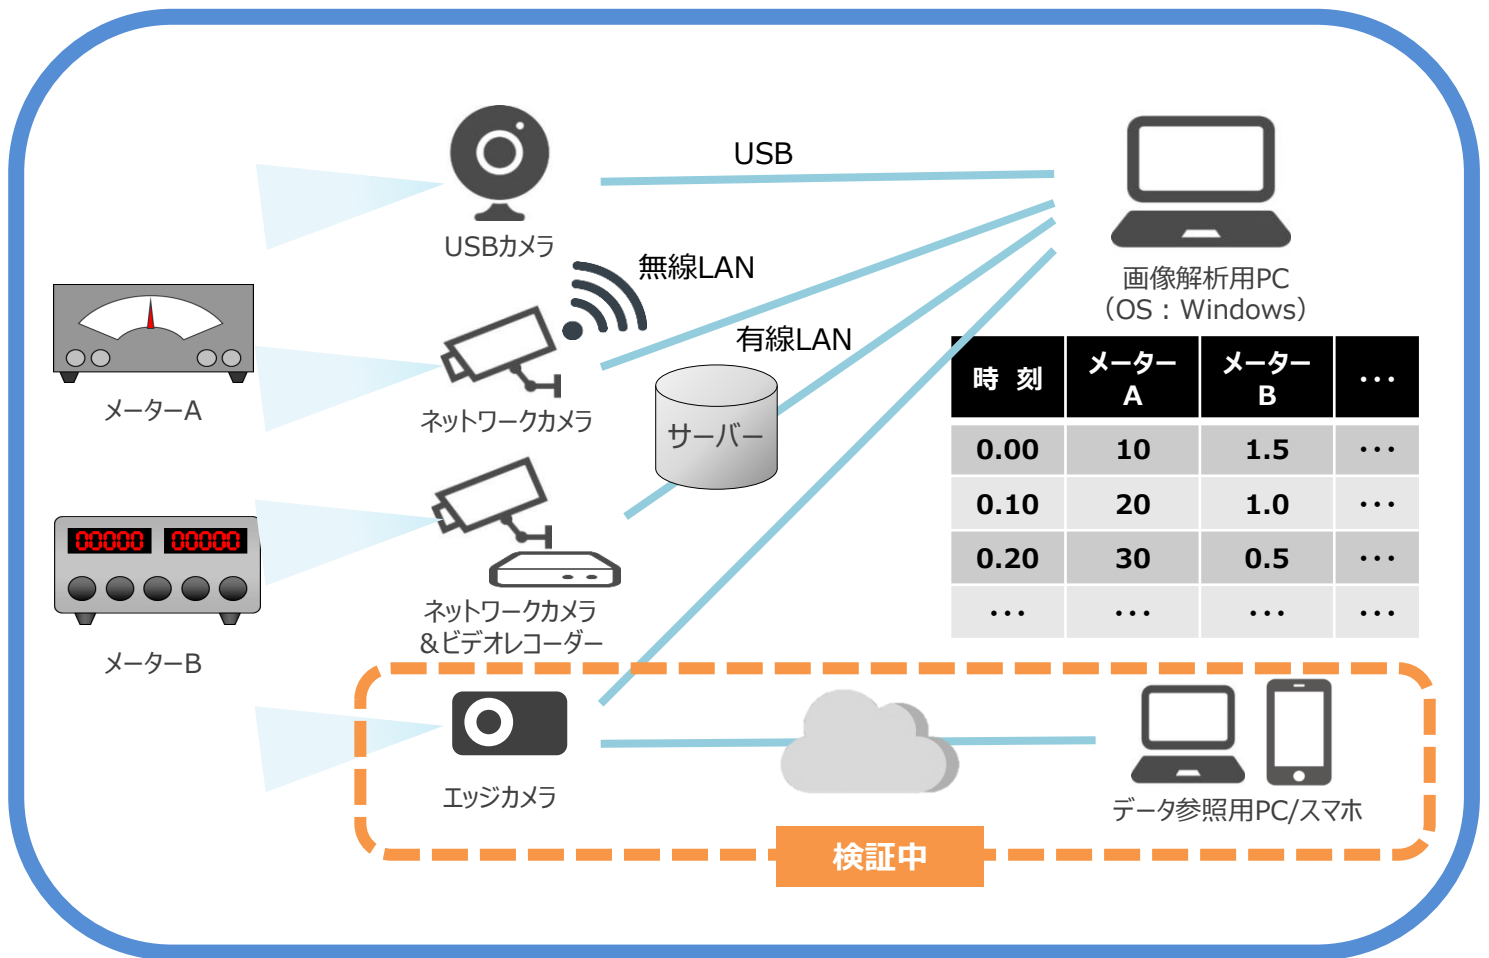 USB
USBカメラ
無線LAN
画像解析用PC
（OS：Windows）
有線LAN
メーターA
ネットワークカメラ
サーバー
時 刻 メーターA メーターB ･･･
0.00 10 1.5 ･･･
0.10 20 1.0 ･･･
0.20 30 0.5 ･･･
･･･ ･･･ ･･･ ･･･
00000 00000
メーターB
ネットワークカメラ
＆ビデオレコーダー
エッジカメラ
データ参照用PC/スマホ
検証中